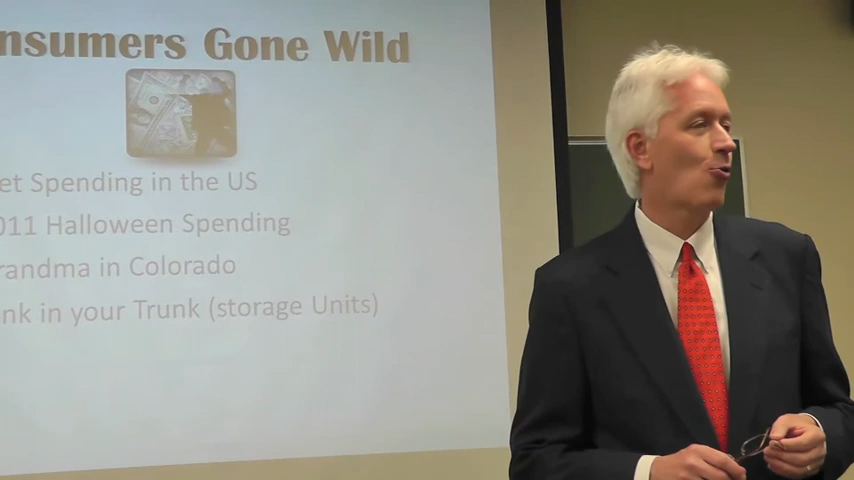 nsumers Gone Wild
et Spending in the US
011 Halloween Spending
randma in Colorado
nk in your Trunk (storage Units)